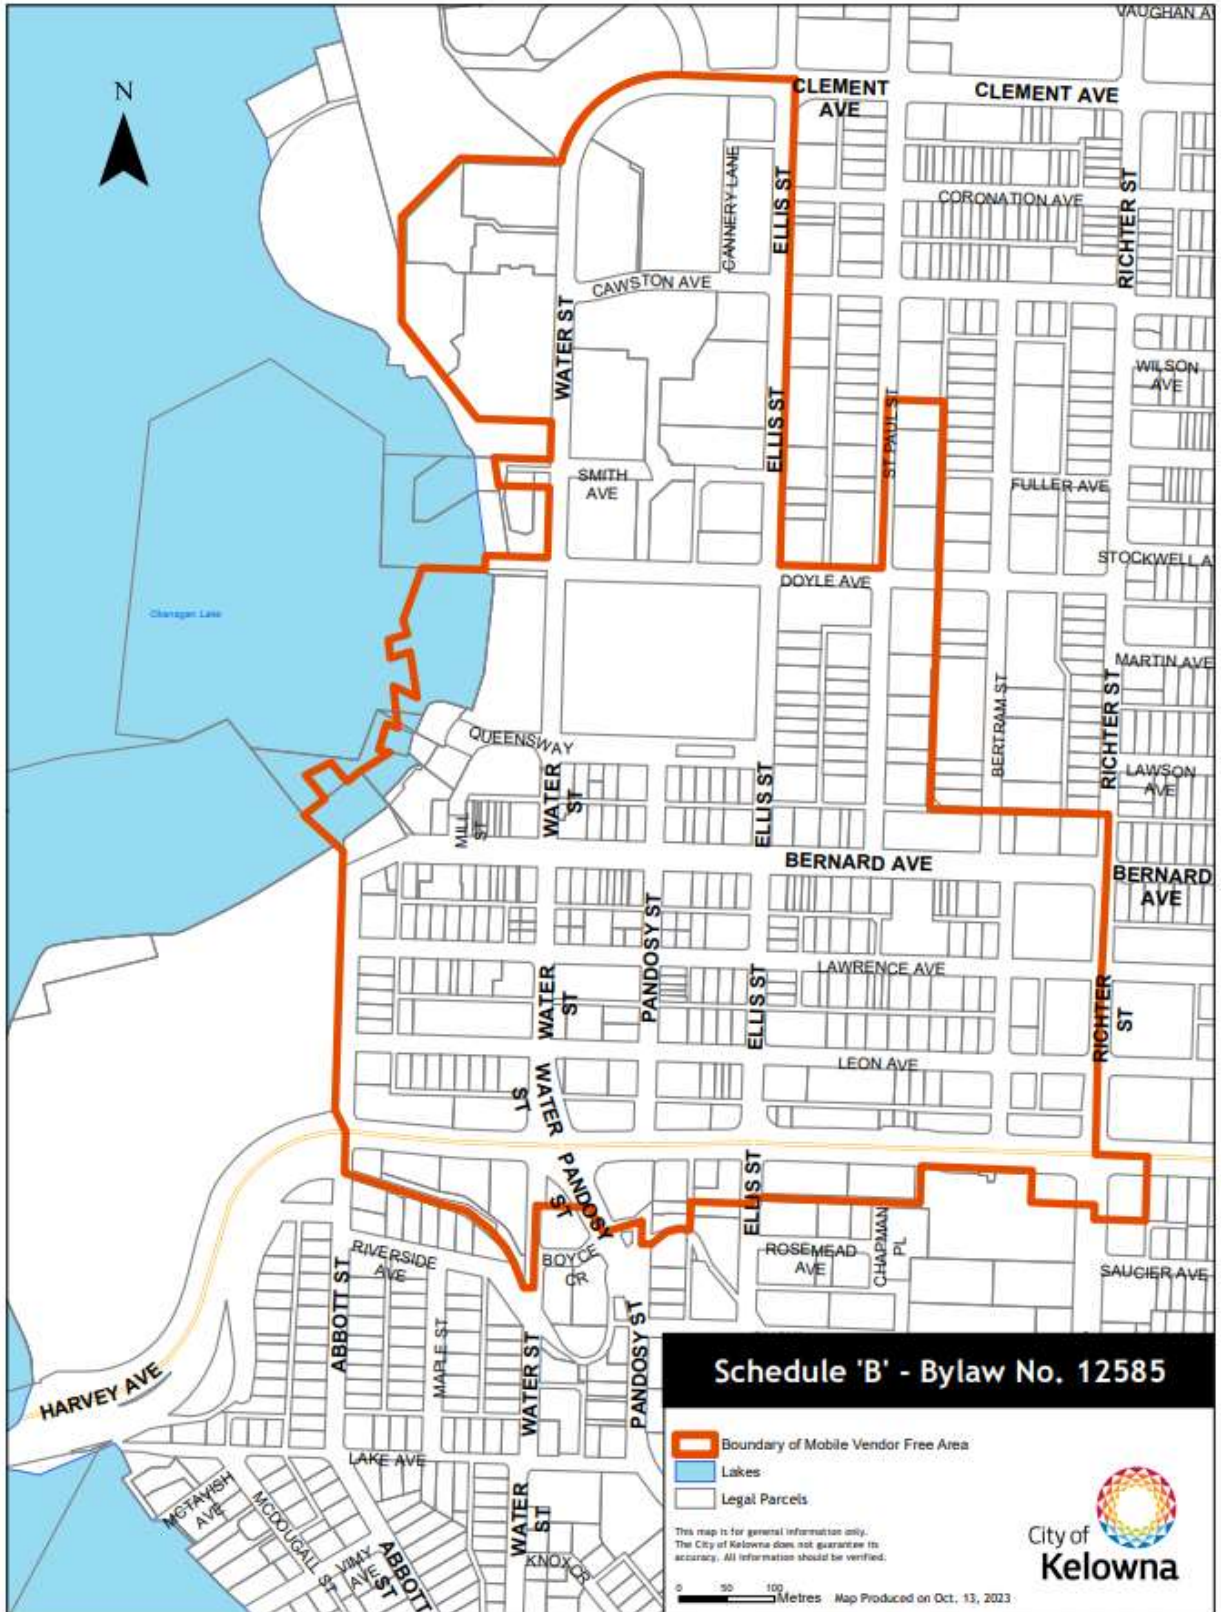 VAUGHAN A
N
CLEMENT
AVE
CLEMENT AVE
CANNERY LANE
ELLIS ST
CORONATION AVE
RICHTER ST
CAWSTON AVE
WATER ST
WILSON
AVE
ELLIS ST
ST PAUL ST
SMITH
AVE
FULLER AVE
STOCKWELL A
DOYLE AVE
Okanagan Lake
MARTIN AVE
BERTRAM ST
RICHTER ST
QUEENSWAY
WATER
ST
ELLIS ST
LAWSON
AVE
MILL
ST
BERNARD AVE
BERNARD
AVE
PANDOSY ST
LAWRENCE AVE
WATER
ST
ELLIS ST
RICHTER
ST
LEON AVE
WATER
ST
PANDOSY
ST
ELLIS ST
CHAPMAN
PL
RIVERSIDE
AVE
BOYCE
CR
ROSEMEAD
AVE
SAUCIER AVE
ABBOTT ST
MAPLE ST
WATER ST
PANDOSY ST
HARVEY AVE
LAKE AVE
MCTAVISH
AVE
MCDOUGALL ST
VIMY
AVE
ABBOTT
ST
WATER
ST
KNOX CR
Schedule 'B' - Bylaw No. 12585
Boundary of Mobile Vendor Free Area
Lakes
Legal Parcels
This map is for general information only.
The City of Kelowna does not guarantee its
accuracy. All information should be verified.
0 50 100
Metres Map Produced on Oct. 13, 2023
City of
Kelowna